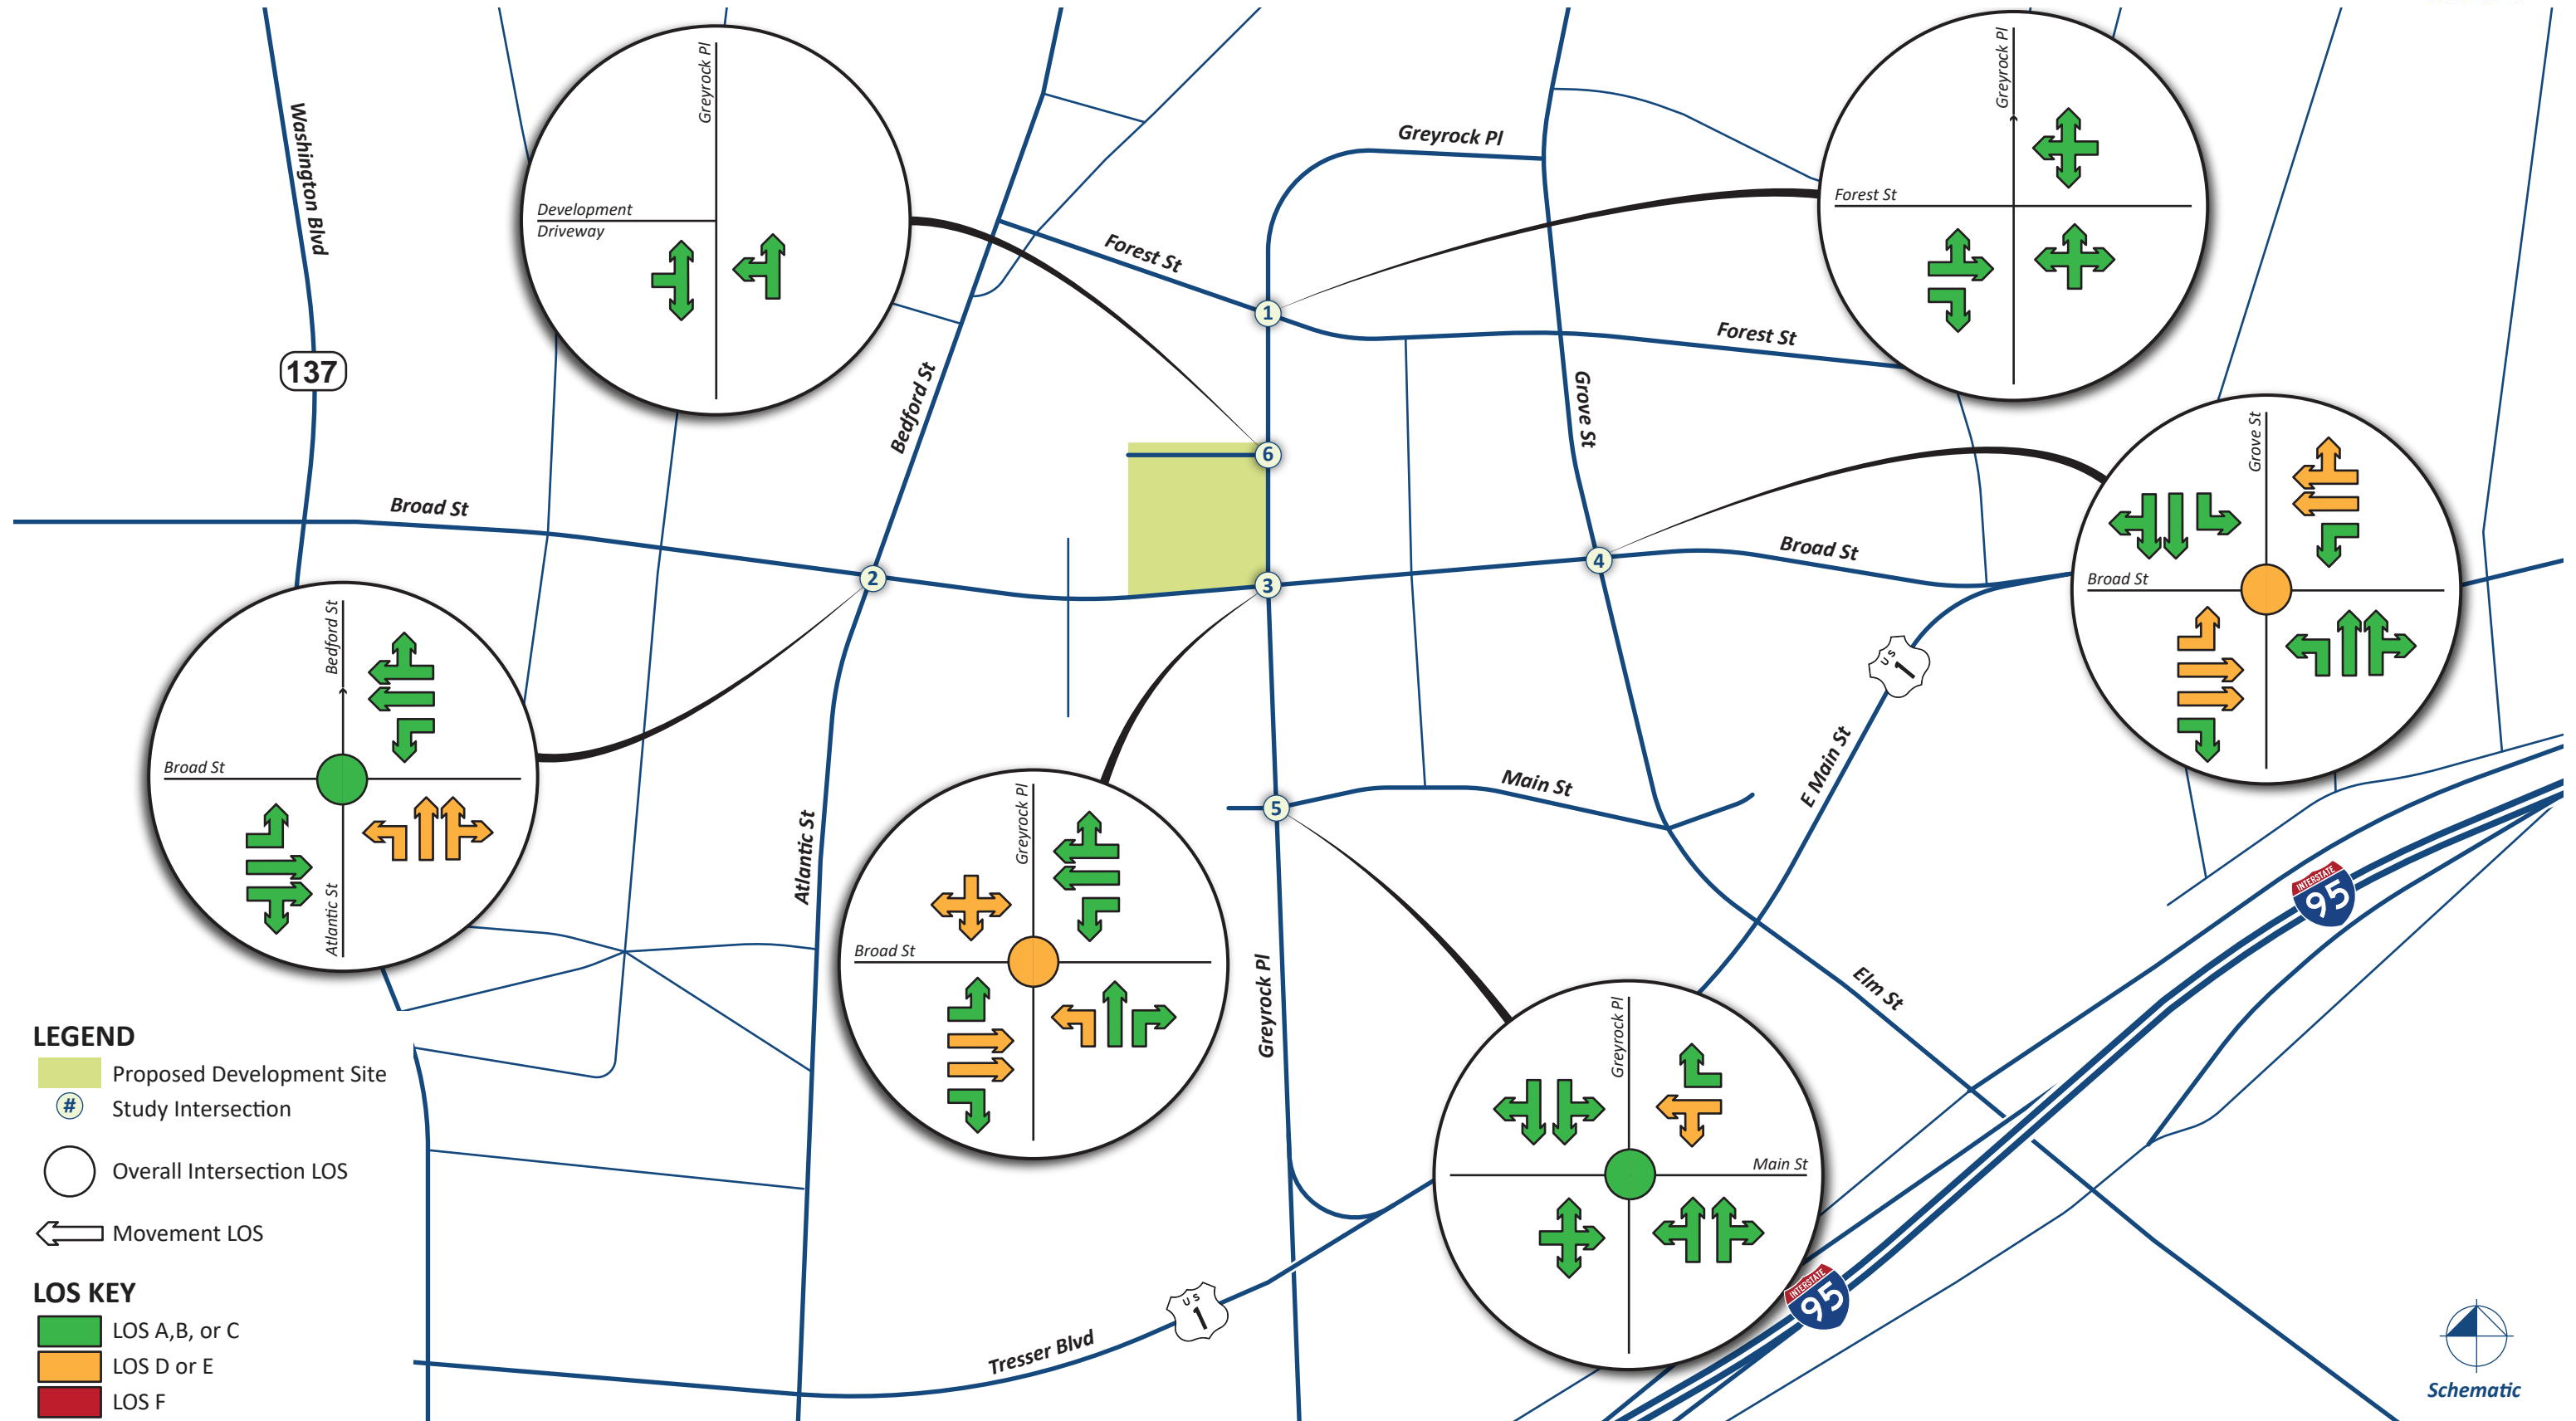 Greyrock Pl
Development
Driveway
Greyrock Pl
Forest St
Washington Blvd
137
Greyrock Pl
Forest St
Forest St
Bedford St
Grove St
1
6
Broad St
2
3
4
Broad St
Grove St
Broad St
Bedford St
Broad St
Atlantic St
US
1
E Main St
Main St
5
Atlantic St
Greyrock Pl
Broad St
Greyrock Pl
INTERSTATE
95
Elm St
Greyrock Pl
Main St
INTERSTATE
95
US
1
Tresser Blvd
LEGEND
Proposed Development Site
# Study Intersection
Overall Intersection LOS
Movement LOS
LOS KEY
LOS A,B, or C
LOS D or E
LOS F
Schematic